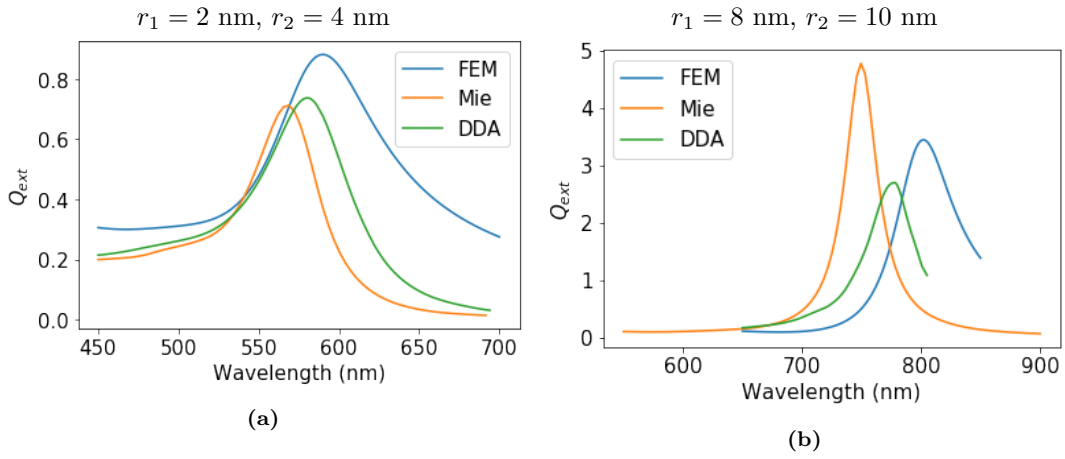 r₁ = 2 nm, r₂ = 4 nm
FEM
Mie
DDA
0.8
0.6
0.4
0.2
0.0
Q_ext
450 500 550 600 650 700
Wavelength (nm)
(a)
r₁ = 8 nm, r₂ = 10 nm
FEM
Mie
DDA
5
4
3
2
1
0
Q_ext
600 700 800 900
Wavelength (nm)
(b)